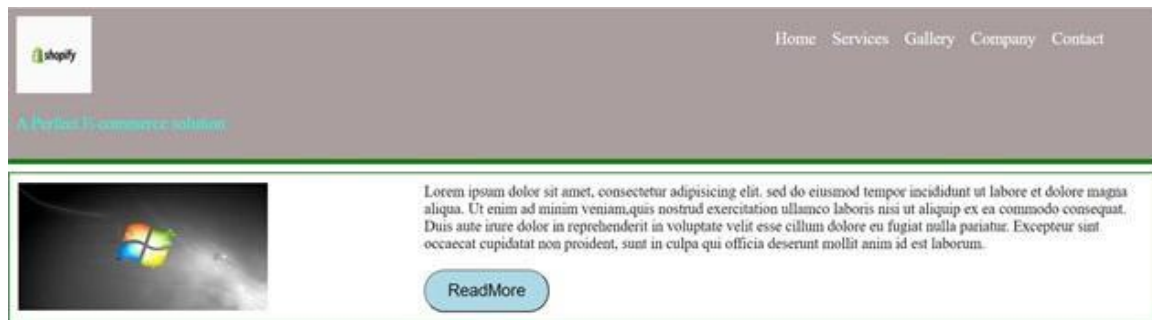 shopify
Home Services Gallery Company Contact
A Perfect E-commerce solution
Lorem ipsum dolor sit amet, consectetur adipisicing elit. sed do eiusmod tempor incididunt ut labore et dolore magna
aliqua. Ut enim ad minim veniam,quis nostrud exercitation ullamco laboris nisi ut aliquip ex ea commodo consequat.
Duis aute irure dolor in reprehenderit in voluptate velit esse cillum dolore eu fugiat nulla pariatur. Excepteur sint
occaecat cupidatat non proident, sunt in culpa qui officia deserunt mollit anim id est laborum.
ReadMore